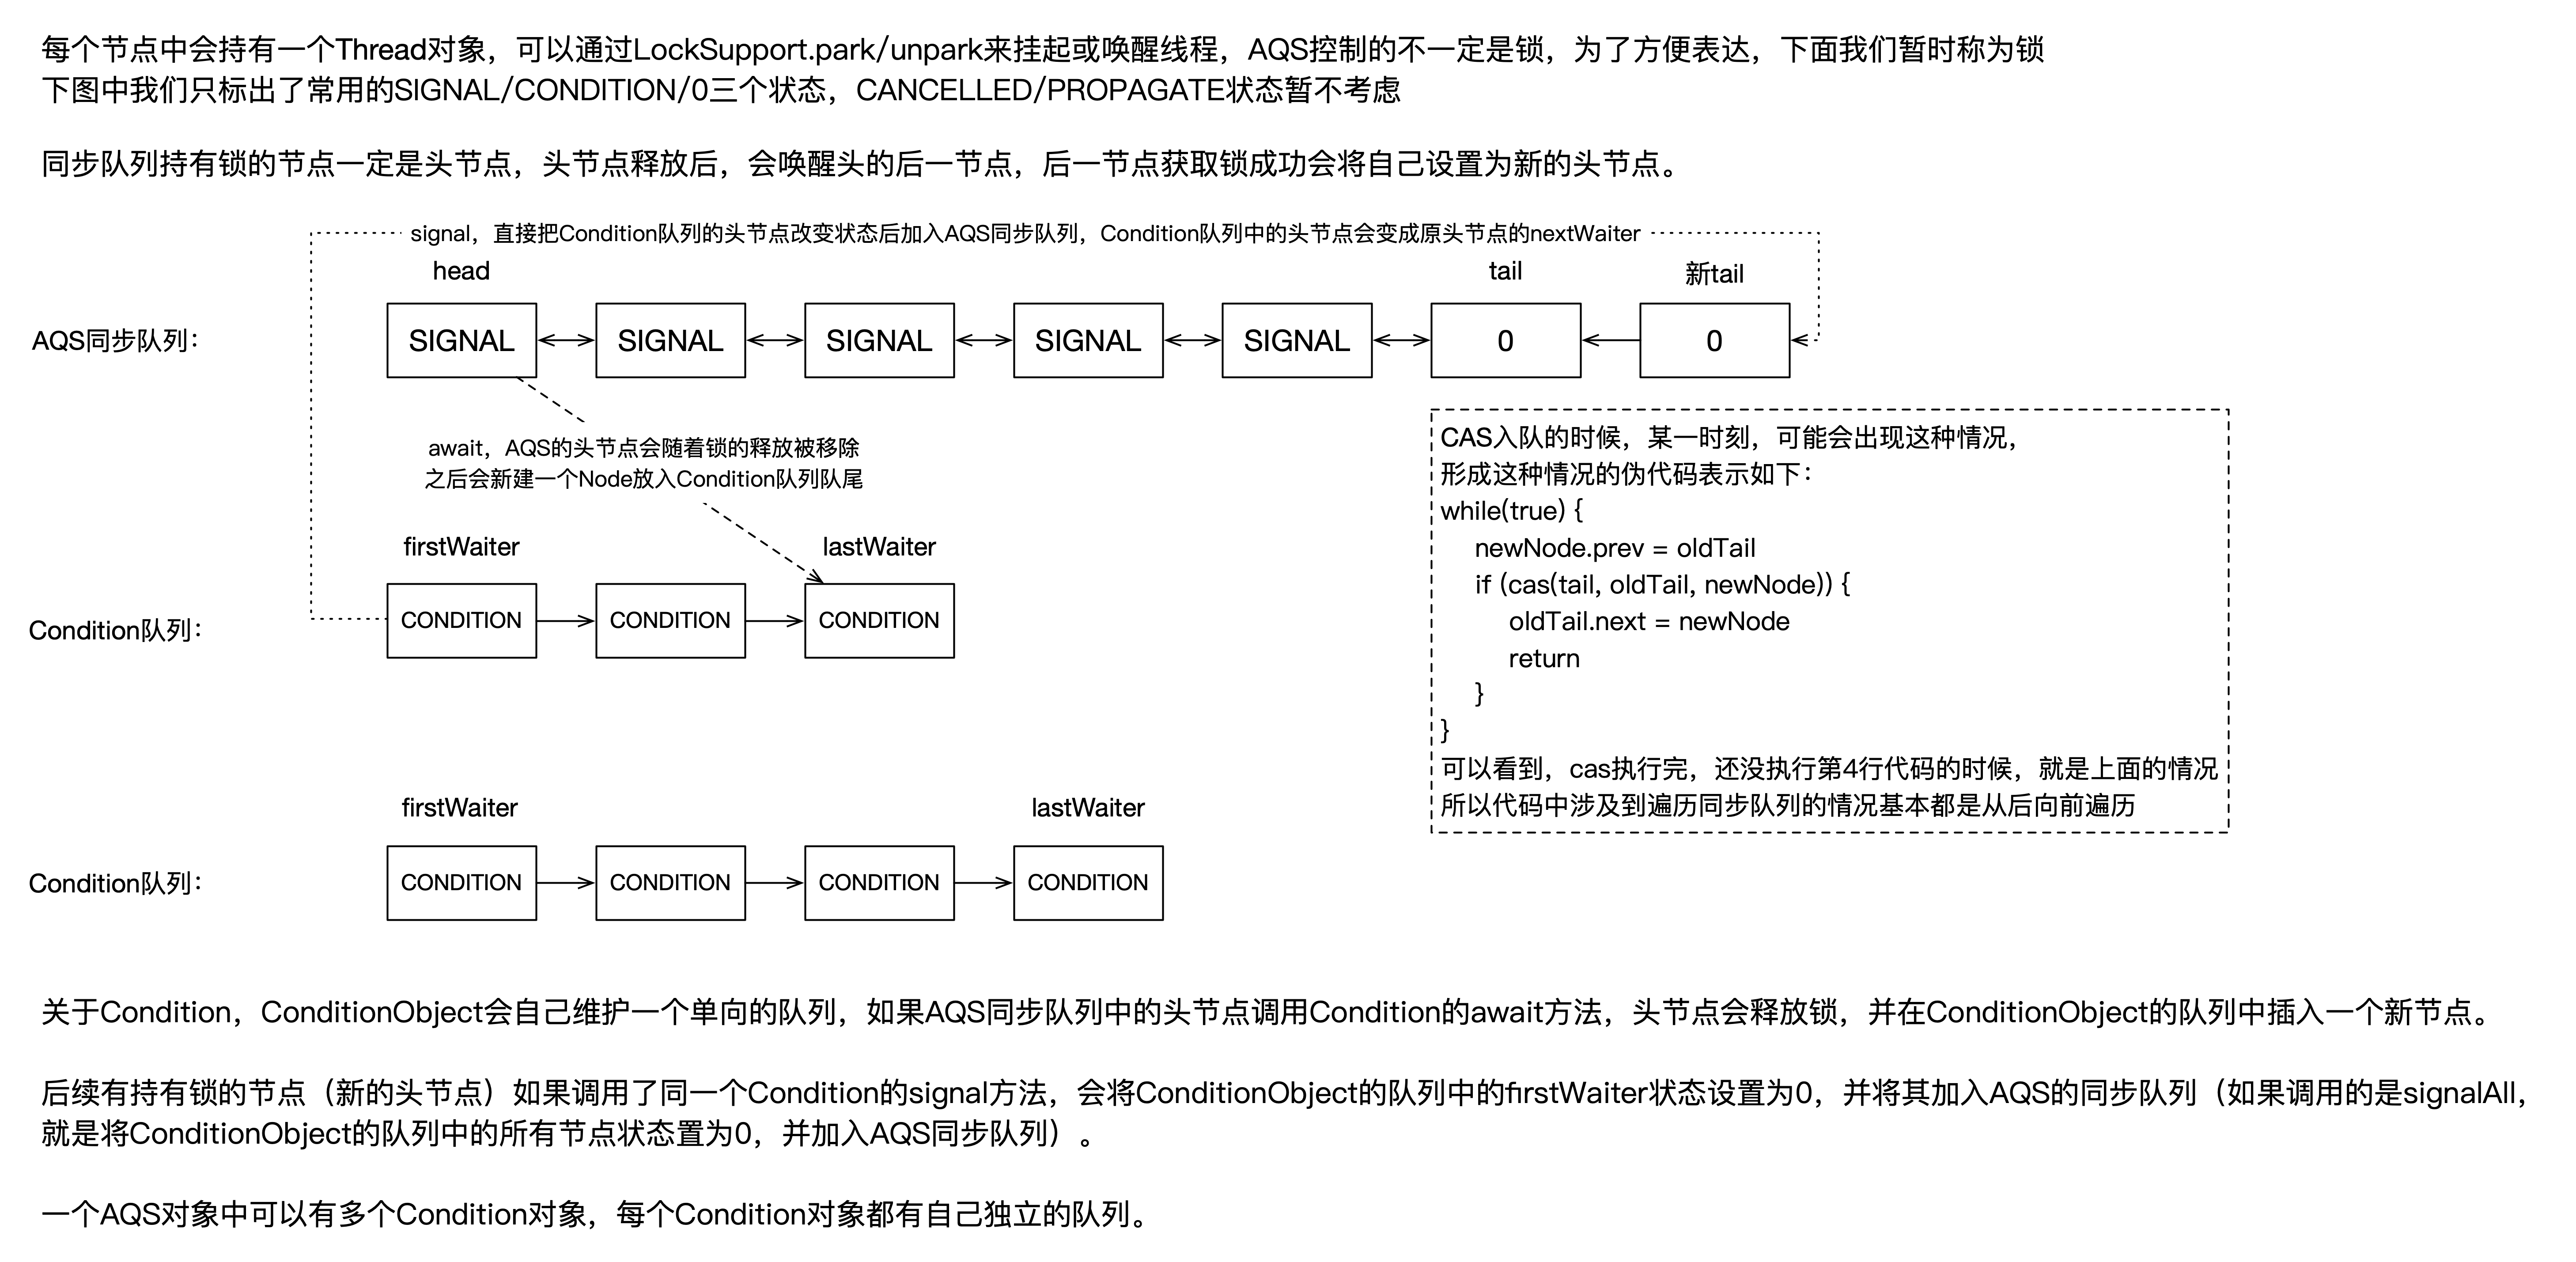 每个节点中会持有一个Thread对象，可以通过LockSupport.park/unpark来挂起或唤醒线程，AQS控制的不一定是锁，为了方便表达，下面我们暂时称为锁
下图中我们只标出了常用的SIGNAL/CONDITION/0三个状态，CANCELLED/PROPAGATE状态暂不考虑
同步队列持有锁的节点一定是头节点，头节点释放后，会唤醒头的后一节点，后一节点获取锁成功会将自己设置为新的头节点。
signal，直接把Condition队列的头节点改变状态后加入AQS同步队列，Condition队列中的头节点会变成原头节点的nextWaiter
head
tail
新tail
AQS同步队列：
SIGNAL
SIGNAL
SIGNAL
SIGNAL
SIGNAL
0
0
await，AQS的头节点会随着锁的释放被移除
之后会新建一个Node放入Condition队列队尾
firstWaiter
lastWaiter
Condition队列：
CONDITION
CONDITION
CONDITION
CAS入队的时候，某一时刻，可能会出现这种情况，
形成这种情况的伪代码表示如下：
while(true) {
newNode.prev = oldTail
if (cas(tail, oldTail, newNode)) {
oldTail.next = newNode
return
}
}
可以看到，cas执行完，还没执行第4行代码的时候，就是上面的情况
所以代码中涉及到遍历同步队列的情况基本都是从后向前遍历
firstWaiter
lastWaiter
Condition队列：
CONDITION
CONDITION
CONDITION
CONDITION
关于Condition，ConditionObject会自己维护一个单向的队列，如果AQS同步队列中的头节点调用Condition的await方法，头节点会释放锁，并在ConditionObject的队列中插入一个新节点。
后续有持有锁的节点（新的头节点）如果调用了同一个Condition的signal方法，会将ConditionObject的队列中的firstWaiter状态设置为0，并将其加入AQS的同步队列（如果调用的是signalAll，
就是将ConditionObject的队列中的所有节点状态置为0，并加入AQS同步队列）。
一个AQS对象中可以有多个Condition对象，每个Condition对象都有自己独立的队列。